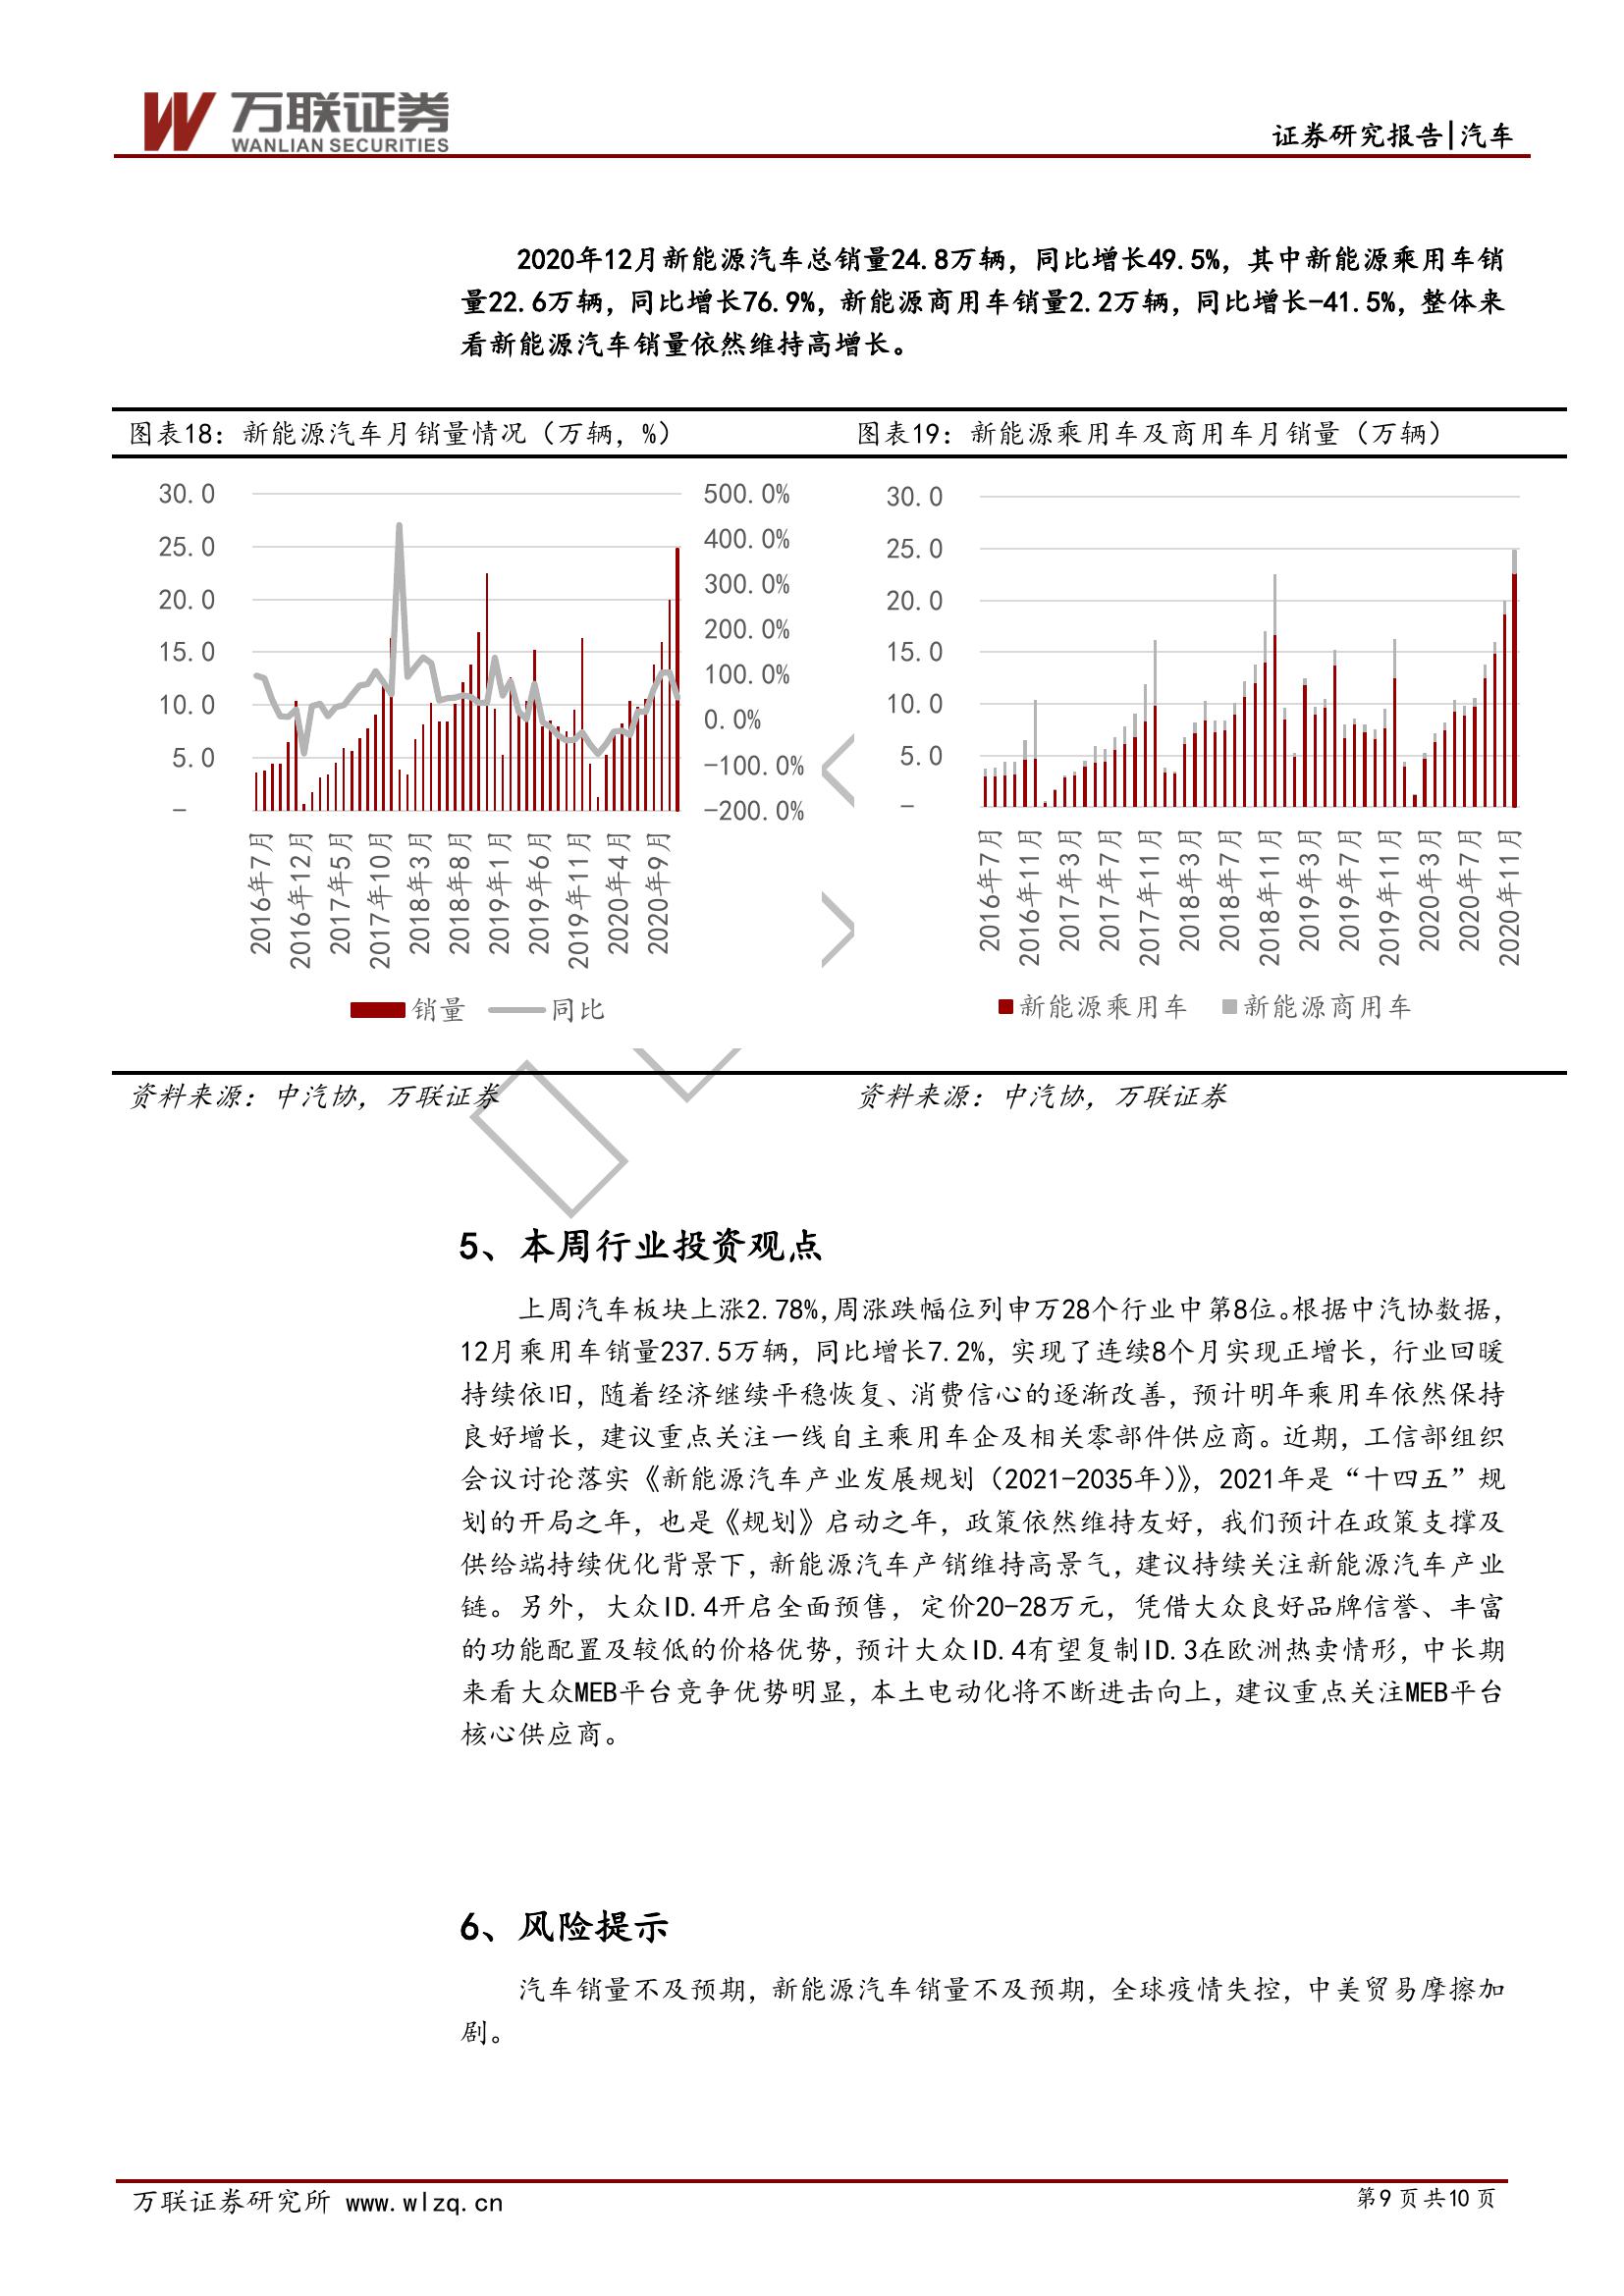 万联证券
WANLIAN SECURITIES
证券研究报告|汽车
2020年12月新能源汽车总销量24.8万辆，同比增长49.5%，其中新能源乘用车销
量22.6万辆，同比增长76.9%，新能源商用车销量2.2万辆，同比增长-41.5%，整体来
看新能源汽车销量依然维持高增长。
图表18：新能源汽车月销量情况（万辆，%）
30.0
25.0
20.0
15.0
10.0
5.0
-
500.0%
400.0%
300.0%
200.0%
100.0%
0.0%
-100.0%
-200.0%
2016年7月
2016年12月
2017年5月
2017年10月
2018年3月
2018年8月
2019年1月
2019年6月
2019年11月
2020年4月
2020年9月
销量 同比
资料来源：中汽协，万联证券
图表19：新能源乘用车及商用车月销量（万辆）
30.0
25.0
20.0
15.0
10.0
5.0
-
2016年7月
2016年11月
2017年3月
2017年7月
2017年11月
2018年3月
2018年7月
2018年11月
2019年3月
2019年7月
2019年11月
2020年3月
2020年7月
2020年11月
新能源乘用车 新能源商用车
资料来源：中汽协，万联证券
5、本周行业投资观点
上周汽车板块上涨2.78%,周涨跌幅位列申万28个行业中第8位。根据中汽协数据，
12月乘用车销量237.5万辆，同比增长7.2%，实现了连续8个月实现正增长，行业回暖
持续依旧，随着经济继续平稳恢复、消费信心的逐渐改善，预计明年乘用车依然保持
良好增长，建议重点关注一线自主乘用车企及相关零部件供应商。近期，工信部组织
会议讨论落实《新能源汽车产业发展规划（2021-2035年）》，2021年是“十四五”规
划的开局之年，也是《规划》启动之年，政策依然维持友好，我们预计在政策支撑及
供给端持续优化背景下，新能源汽车产销维持高景气，建议持续关注新能源汽车产业
链。另外，大众ID.4开启全面预售，定价20-28万元，凭借大众良好品牌信誉、丰富
的功能配置及较低的价格优势，预计大众ID.4有望复制ID.3在欧洲热卖情形，中长期
来看大众MEB平台竞争优势明显，本土电动化将不断进击向上，建议重点关注MEB平台
核心供应商。
6、风险提示
汽车销量不及预期，新能源汽车销量不及预期，全球疫情失控，中美贸易摩擦加
剧。
万联证券研究所 www.wlzq.cn
第9页共10页